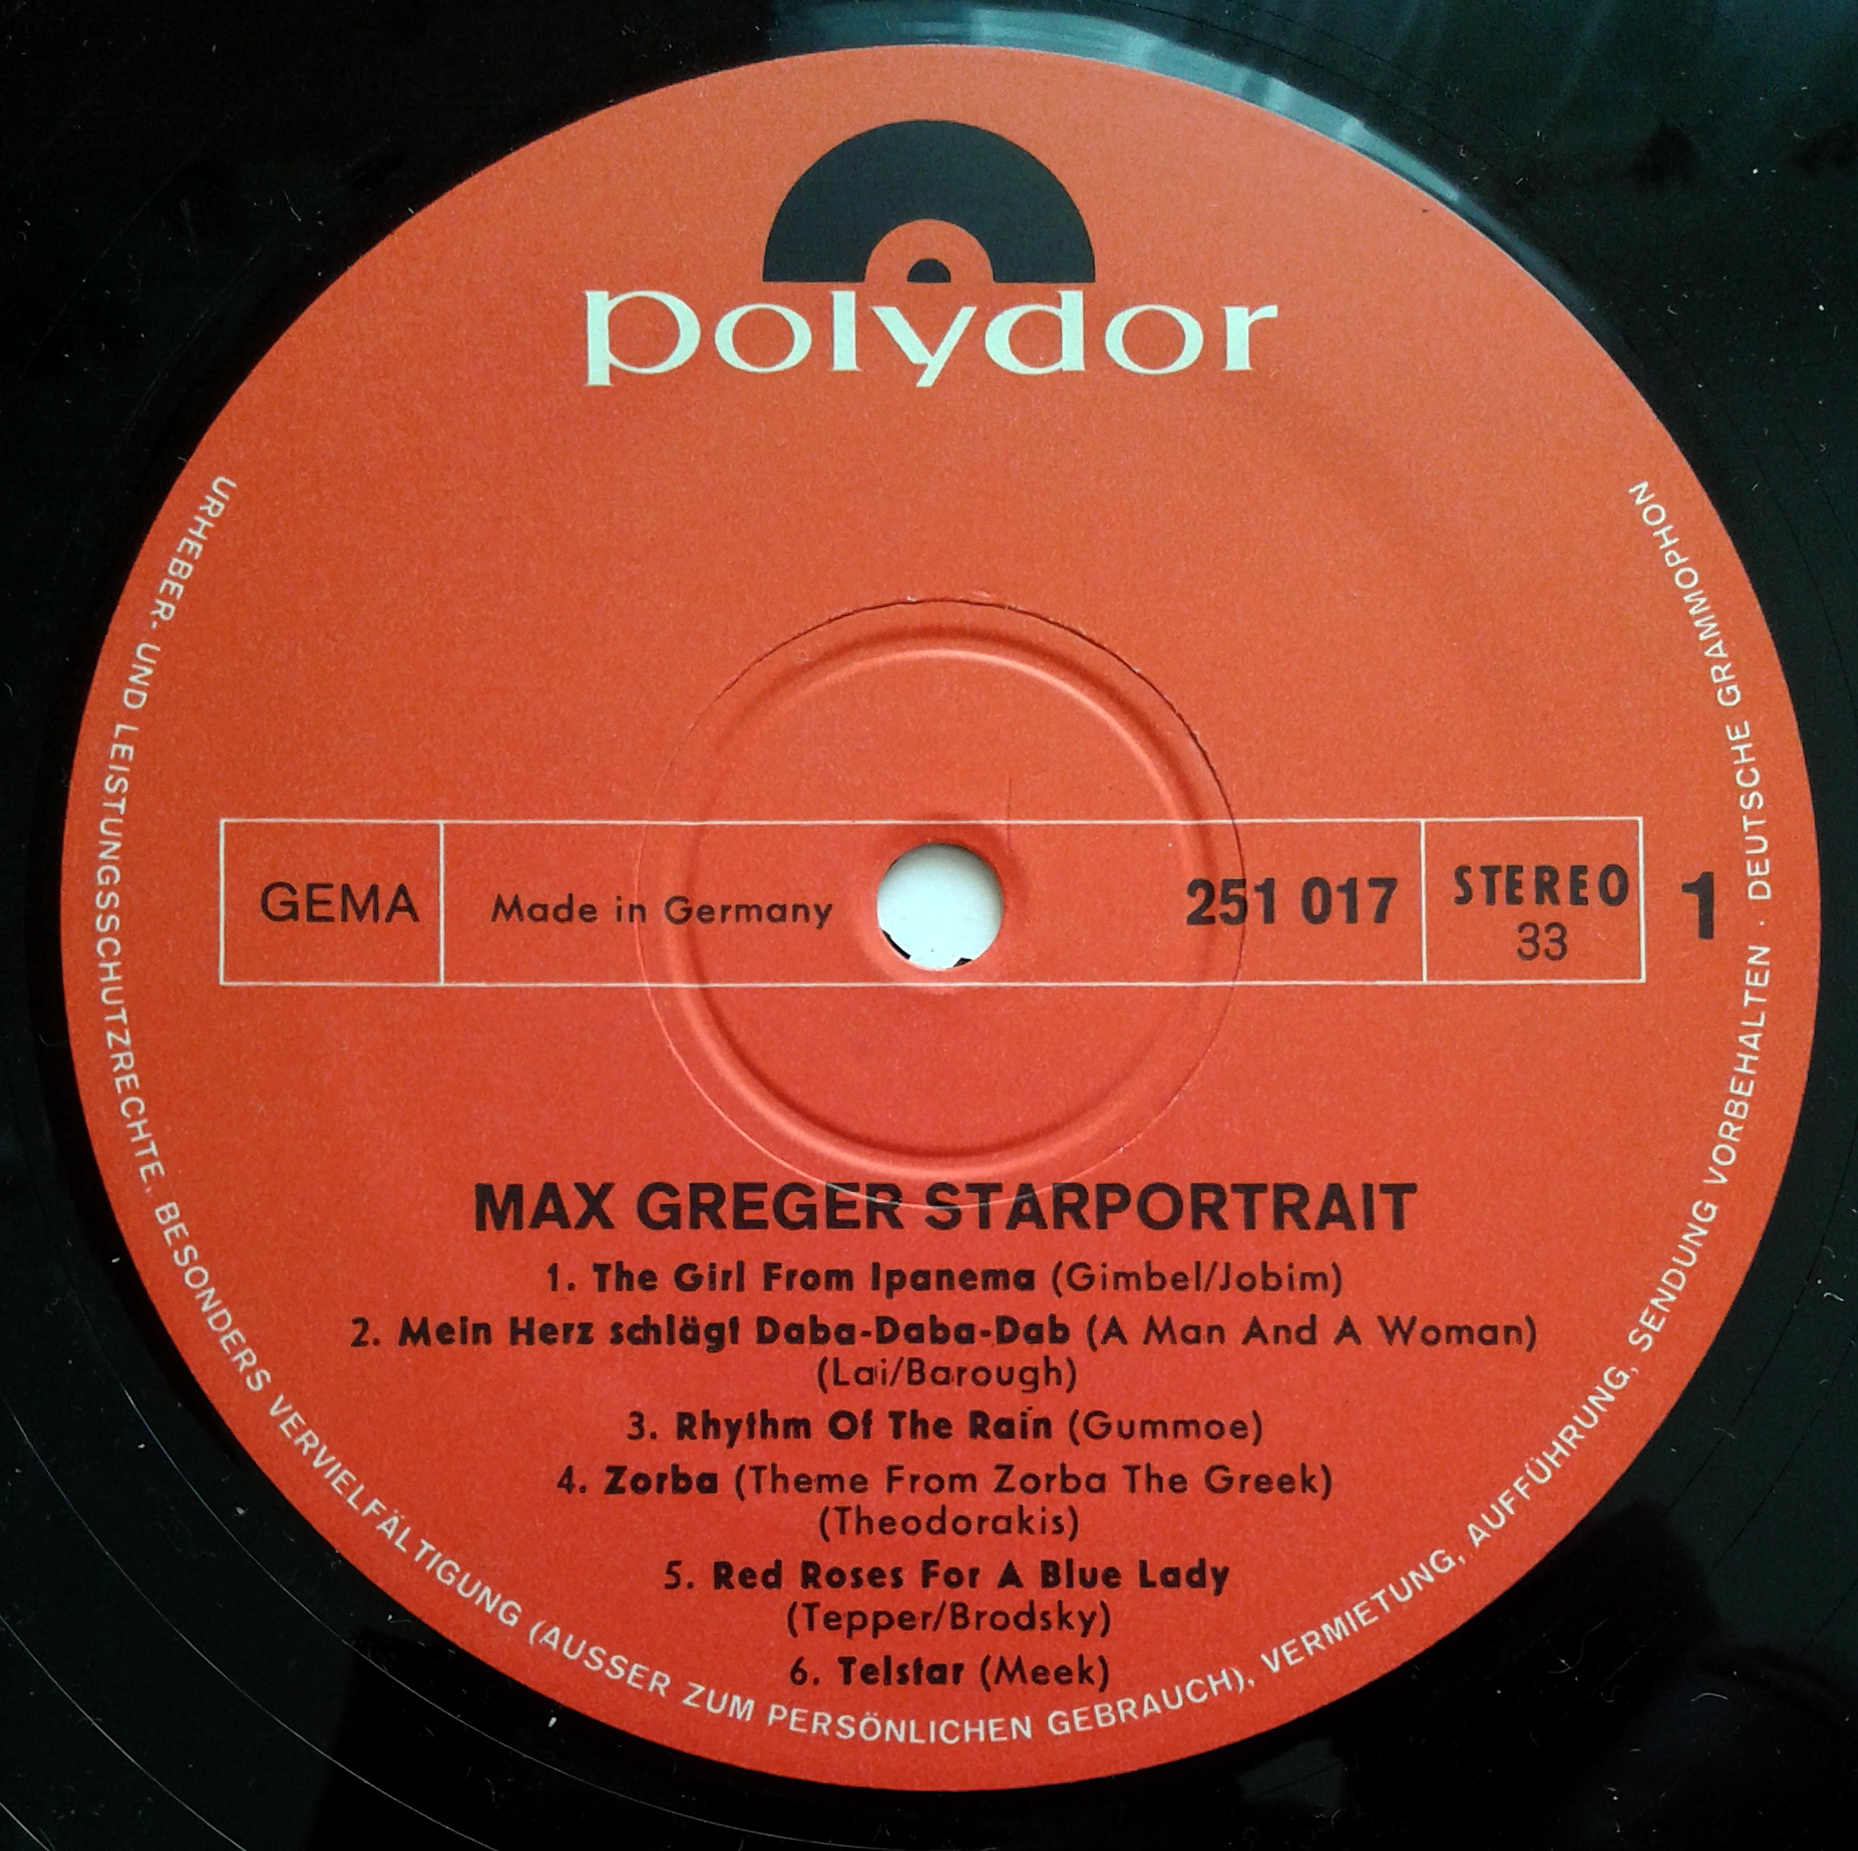 polydor
GEMA
Made in Germany
251 017
STEREO
33
1
MAX GREGER STARPORTRAIT
1. The Girl From Ipanema (Gimbel/Jobim)
2. Mein Herz schlägt Daba-Daba-Dab (A Man And A Woman)
(Lai/Barough)
3. Rhythm Of The Rain (Gummoe)
4. Zorba (Theme From Zorba The Greek)
(Theodorakis)
5. Red Roses For A Blue Lady
(Tepper/Brodsky)
6. Telstar (Meek)
URHEBER- UND LEISTUNGSSCHUTZRECHTE, BESONDERS VERVIELFÄLTIGUNG (AUSSER ZUM PERSÖNLICHEN GEBRAUCH), VERMIETUNG, AUFFÜHRUNG, SENDUNG VORBEHALTEN · DEUTSCHE GRAMMOPHON